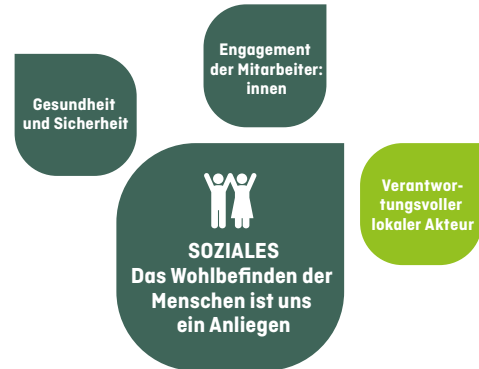 Engagement
der Mitarbeiter:
innen
Gesundheit
und Sicherheit
Verantwor-
tungsvoller
lokaler Akteur
SOZIALES
Das Wohlbefinden der
Menschen ist uns
ein Anliegen